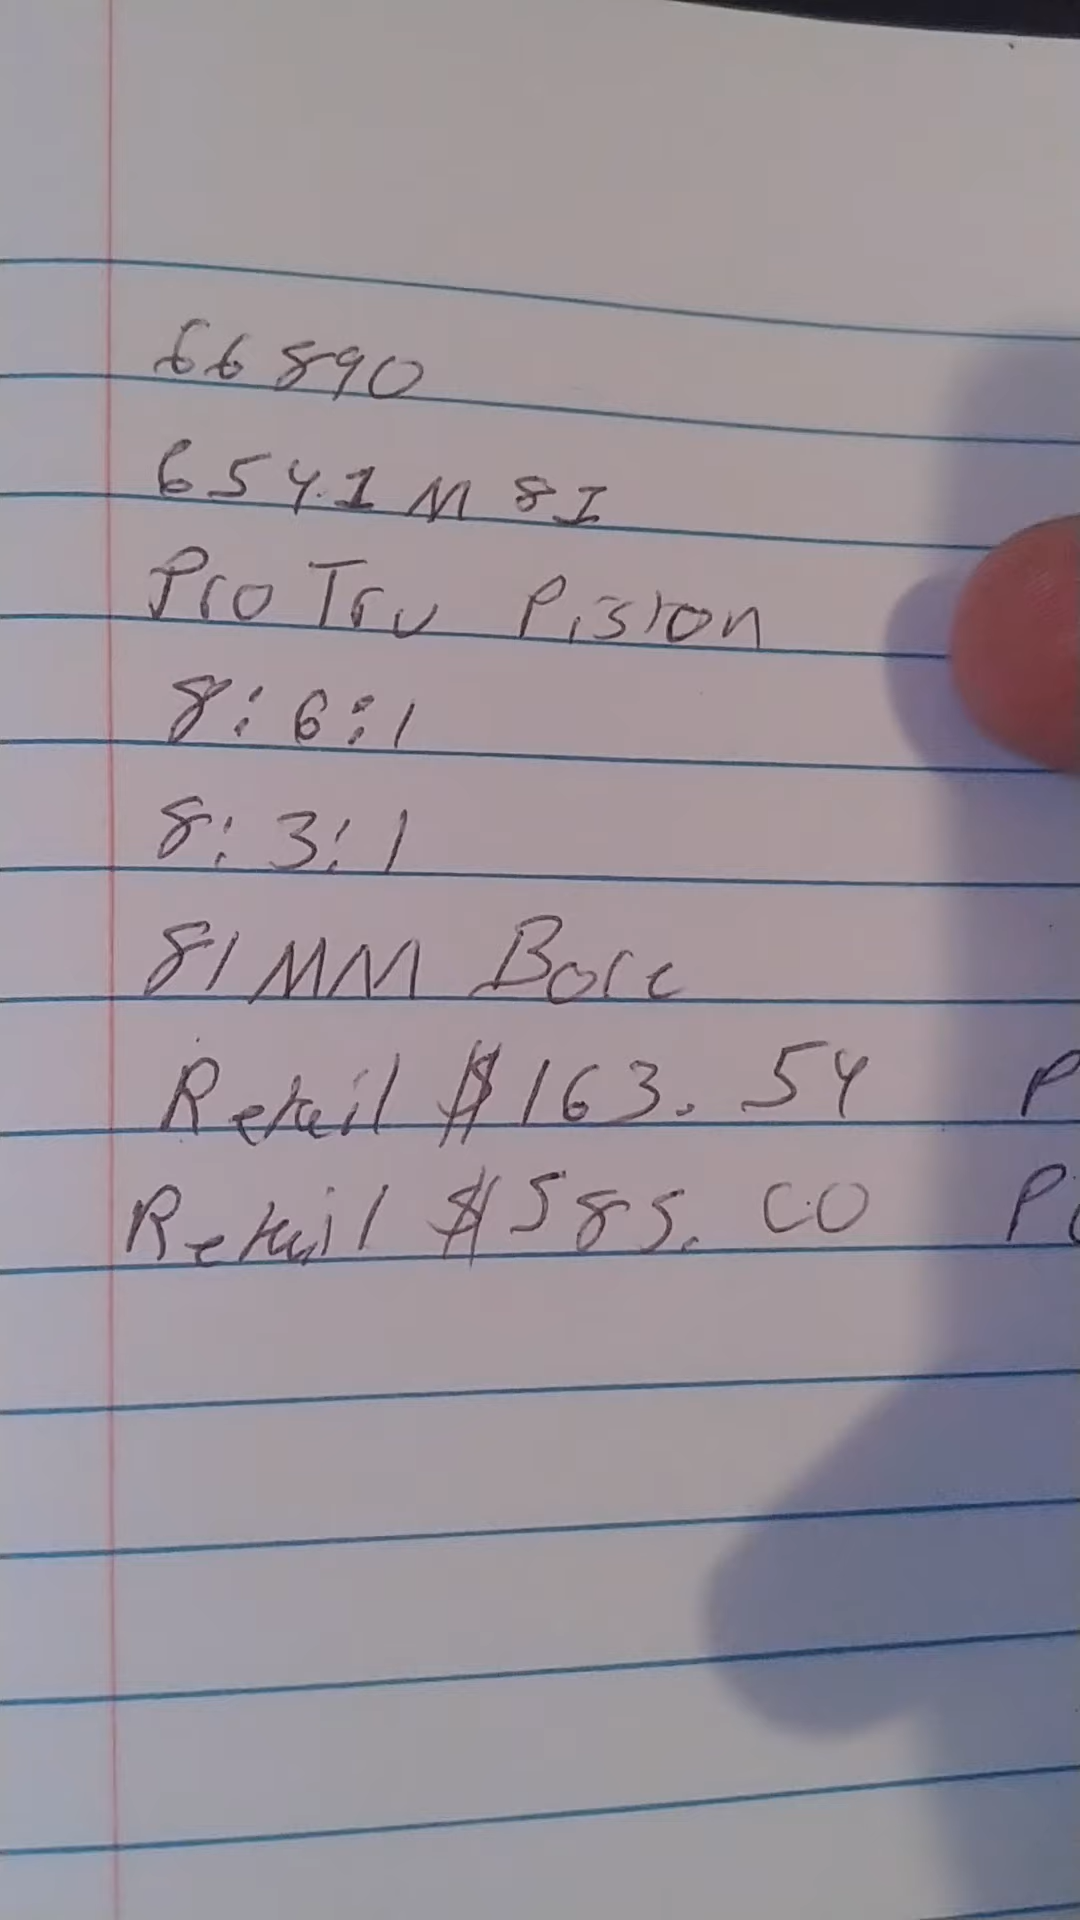 66890
6541M81
Pro Tru Piston
8:6:1
8:3:1
81MM Bore
Retail $163.54 P
Retail $585.00 P